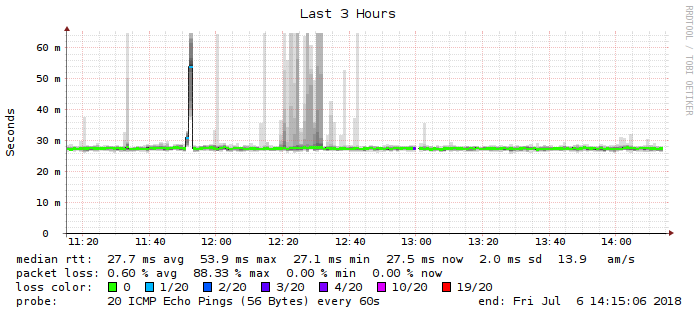 Last 3 Hours
RRDTOOL / TOBI OETIKER
Seconds
60 m
50 m
40 m
30 m
20 m
10 m
0
11:20 11:40 12:00 12:20 12:40 13:00 13:20 13:40 14:00
median rtt: 27.7 ms avg 53.9 ms max 27.1 ms min 27.5 ms now 2.0 ms sd 13.9 am/s
packet loss: 0.60 % avg 88.33 % max 0.00 % min 0.00 % now
loss color: 0 1/20 2/20 3/20 4/20 10/20 19/20
probe: 20 ICMP Echo Pings (56 Bytes) every 60s end: Fri Jul 6 14:15:06 2018